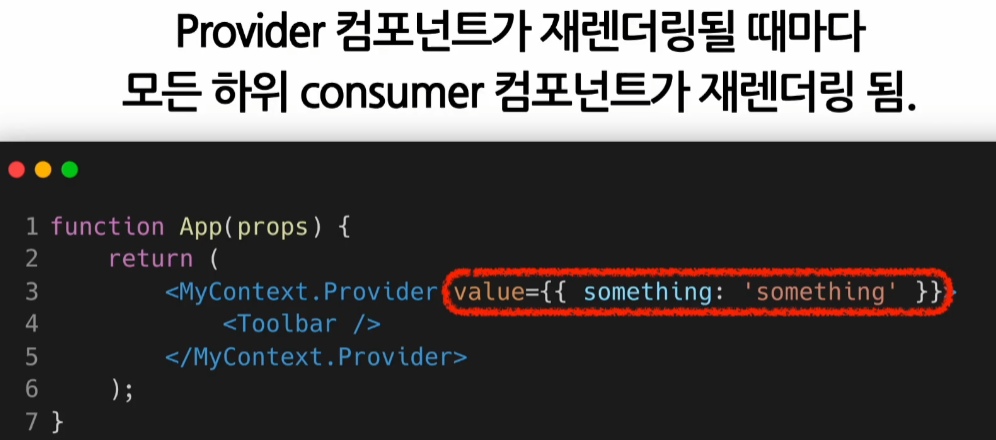 Provider 컴포넌트가 재렌더링될 때마다
모든 하위 consumer 컴포넌트가 재렌더링 됨.
1 function App(props) {
2     return (
3         <MyContext.Provider value={{ something: 'something' }}>
4             <Toolbar />
5         </MyContext.Provider>
6     );
7 }